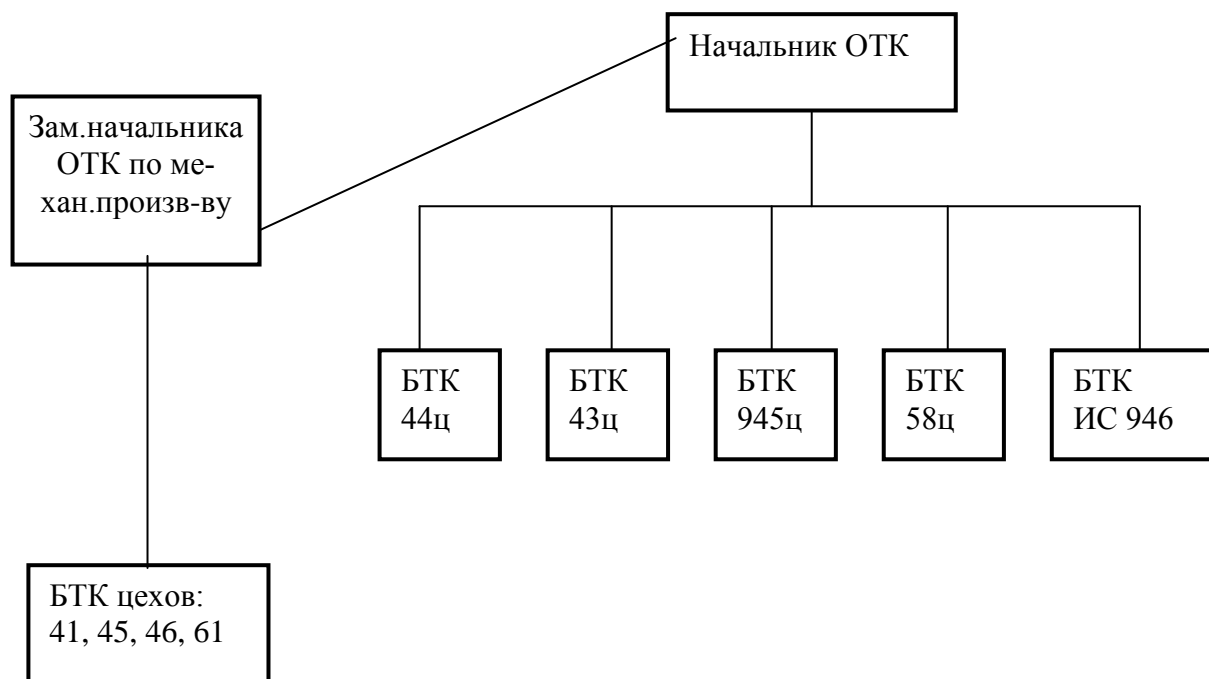 Начальник ОТК
Зам.начальника
ОТК по ме-
хан.произв-ву
БТК
44ц
БТК
43ц
БТК
945ц
БТК
58ц
БТК
ИС 946
БТК цехов:
41, 45, 46, 61